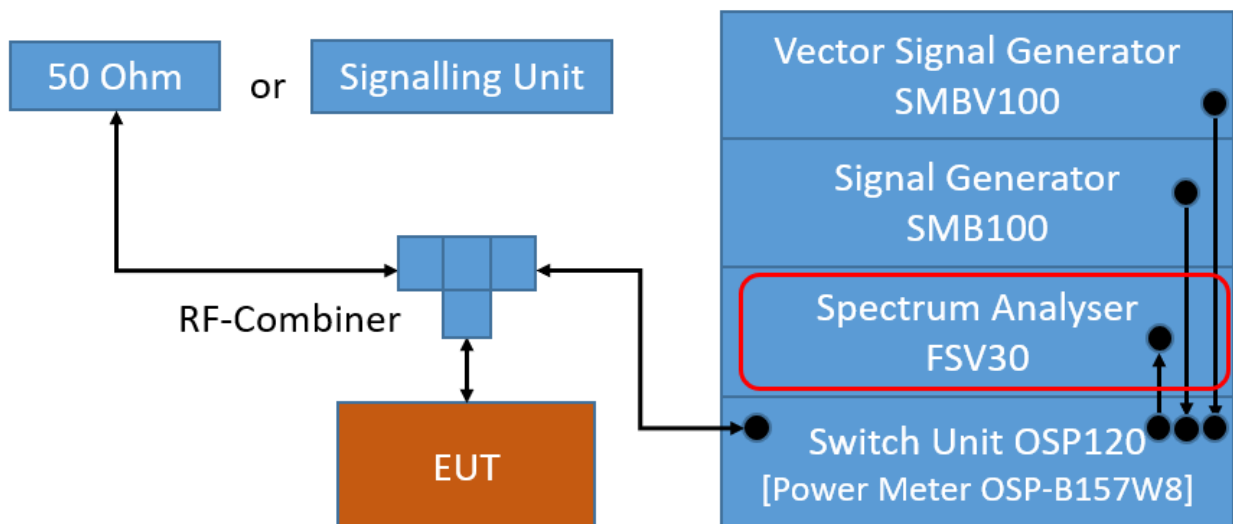 50 Ohm
or
Signalling Unit
RF-Combiner
EUT
Vector Signal Generator
SMBV100
Signal Generator
SMB100
Spectrum Analyser
FSV30
Switch Unit OSP120
[Power Meter OSP-B157W8]